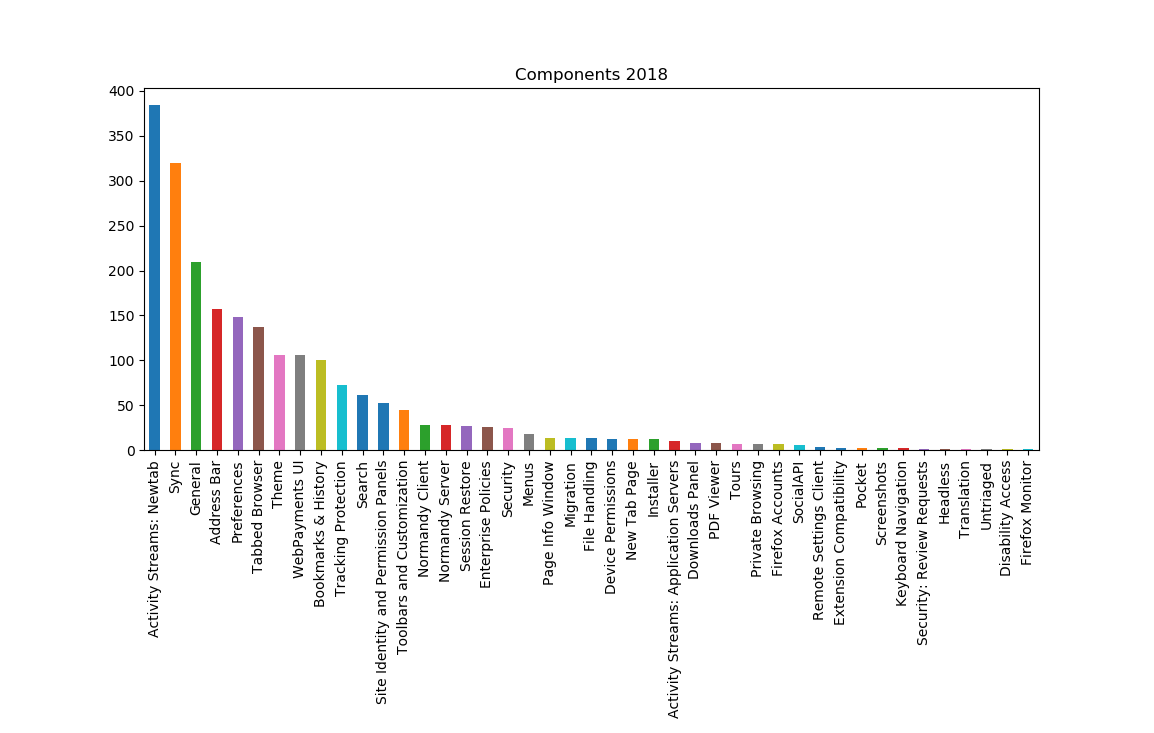 Components 2018
400
350
300
250
200
150
100
50
0
Activity Streams: Newtab
Sync
General
Address Bar
Preferences
Tabbed Browser
Theme
WebPayments UI
Bookmarks & History
Tracking Protection
Search
Site Identity and Permission Panels
Toolbars and Customization
Normandy Client
Normandy Server
Session Restore
Enterprise Policies
Security
Menus
Page Info Window
Migration
File Handling
Device Permissions
New Tab Page
Installer
Activity Streams: Application Servers
Downloads Panel
PDF Viewer
Tours
Private Browsing
Firefox Accounts
SocialAPI
Remote Settings Client
Extension Compatibility
Pocket
Screenshots
Keyboard Navigation
Security: Review Requests
Headless
Translation
Untriaged
Disability Access
Firefox Monitor